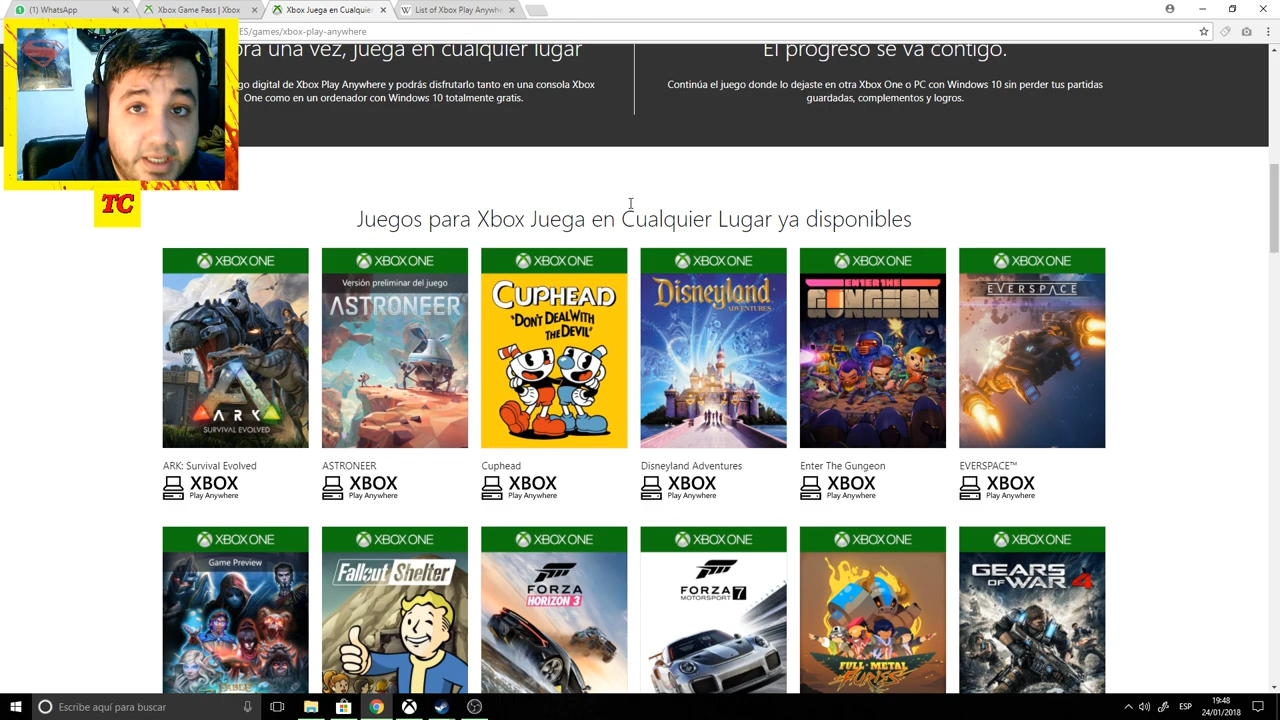 (1) WhatsApp
Xbox Game Pass | Xbox
Xbox Juega en Cualquie
List of Xbox Play Anywhe
ES/games/xbox-play-anywhere
ra una vez, juega en cualquier lugar
El progreso se va contigo.
go digital de Xbox Play Anywhere y podrás disfrutarlo tanto en una consola Xbox
One como en un ordenador con Windows 10 totalmente gratis.
Continúa el juego donde lo dejaste en otra Xbox One o PC con Windows 10 sin perder tus partidas
guardadas, complementos y logros.
TC
Juegos para Xbox Juega en Cualquier Lugar ya disponibles
XBOX ONE
XBOX ONE
XBOX ONE
XBOX ONE
XBOX ONE
XBOX ONE
ARK
SURVIVAL EVOLVED
Versión preliminar del juego
ASTRONEER
CUPHEAD
"DON'T DEAL WITH
THE DEVIL"
Disneyland
ADVENTURES
ENTER THE
GUNGEON
EVERSPACE
ARK: Survival Evolved
ASTRONEER
Cuphead
Disneyland Adventures
Enter The Gungeon
EVERSPACE™
XBOX
Play Anywhere
XBOX
Play Anywhere
XBOX
Play Anywhere
XBOX
Play Anywhere
XBOX
Play Anywhere
XBOX
Play Anywhere
XBOX ONE
XBOX ONE
XBOX ONE
XBOX ONE
XBOX ONE
XBOX ONE
Game Preview
Fallout Shelter
FORZA
HORIZON 3
FORZA
MOTORSPORT 7
FULL-METAL
FURIES
GEARS
OF WAR 4
Escribe aquí para buscar
ESP
19:48
24/01/2018